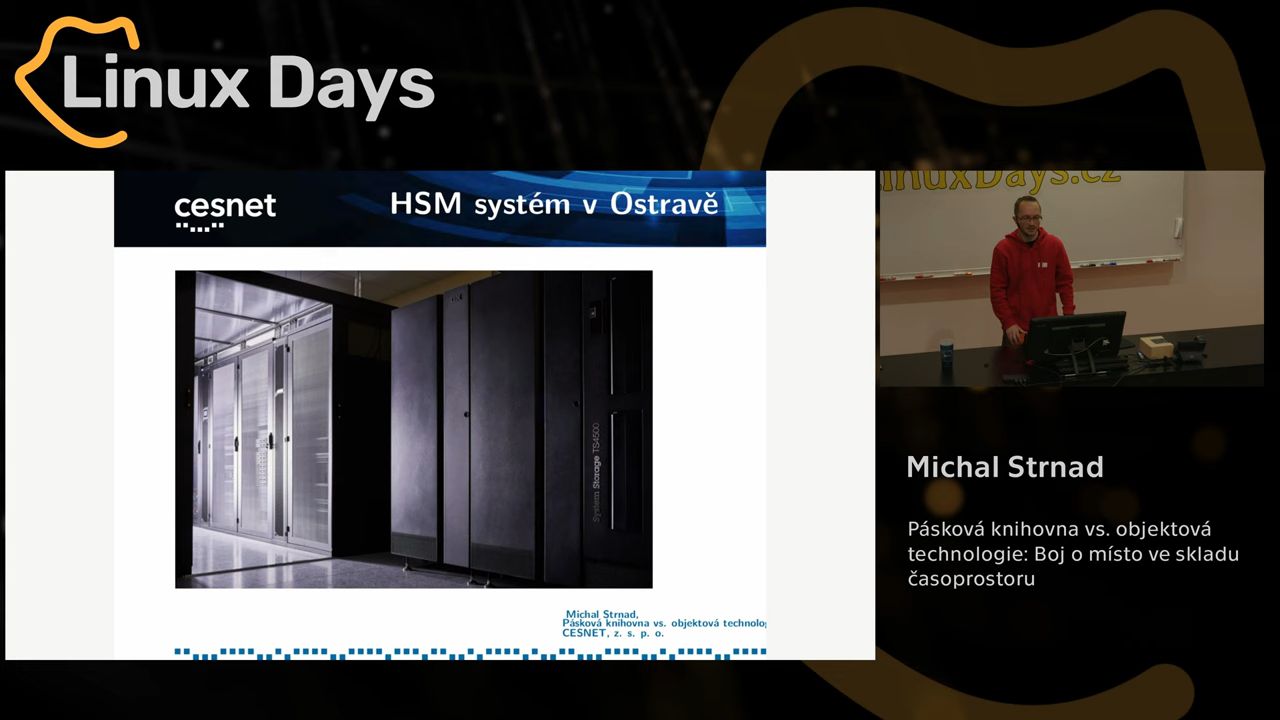 Linux Days
cesnet
HSM systém v Ostravě
System Storage TS4500
Michal Strnad,
Pásková knihovna vs. objektová technolog
CESNET, z. s. p. o.
LinuxDays.cz
Michal Strnad
Pásková knihovna vs. objektová
technologie: Boj o místo ve skladu
časoprostoru